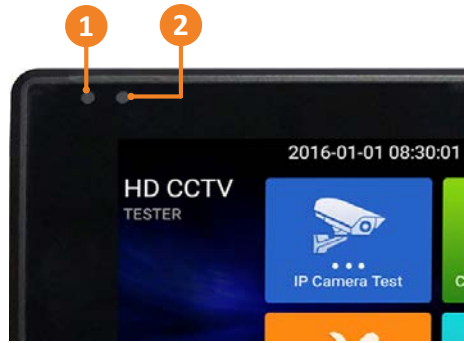 1
2
2016-01-01 08:30:01
HD CCTV
TESTER
IP Camera Test
C